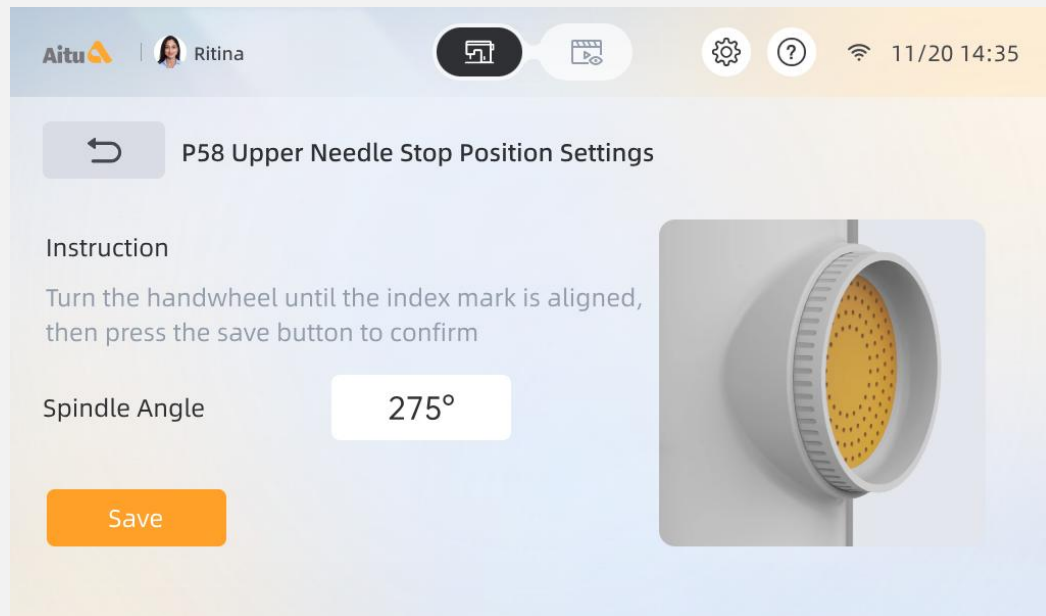 Aitu
Ritina
11/20 14:35
P58 Upper Needle Stop Position Settings
Instruction
Turn the handwheel until the index mark is aligned,
then press the save button to confirm
Spindle Angle
275°
Save